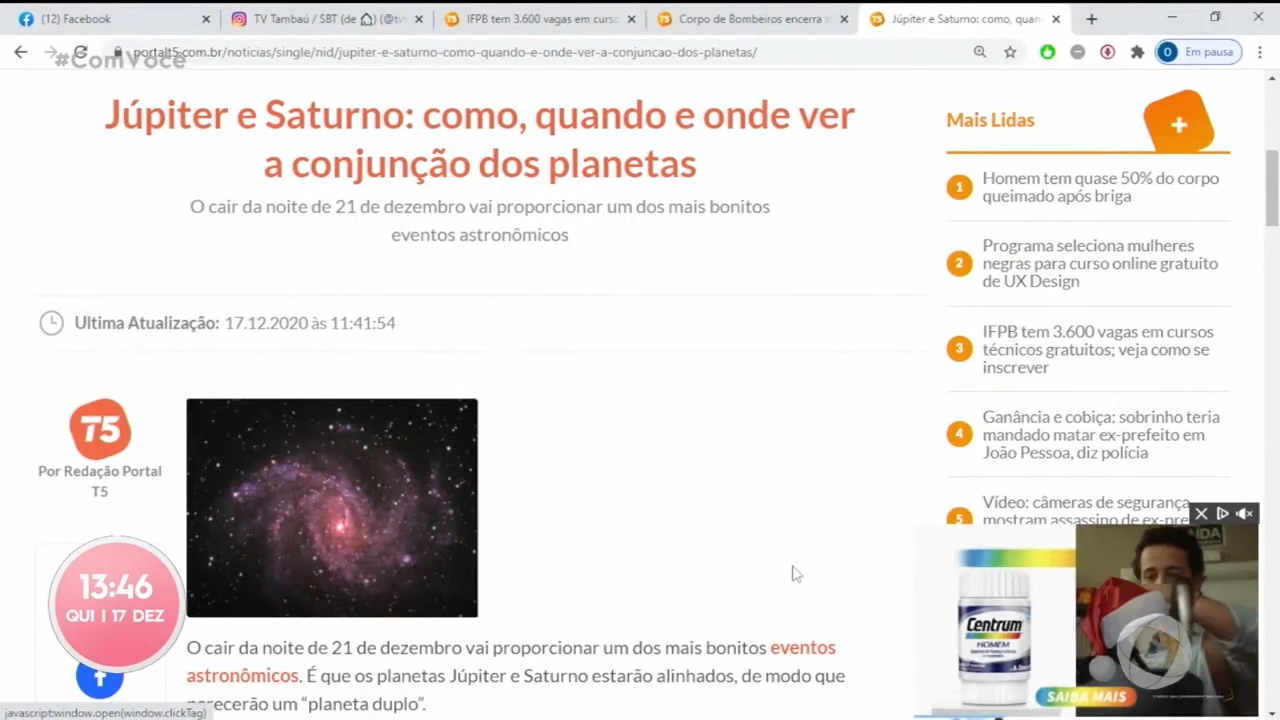 (12) Facebook
TV Tambaú / SBT (de
IFPB tem 3.600 vagas em curso
Corpo de Bombeiros encerra
Júpiter e Saturno: como, quan
portalt5.com.br/noticias/single/nid/jupiter-e-saturno-como-quando-e-onde-ver-a-conjuncao-dos-planetas/
O
Em pausa
#ComVocê
Júpiter e Saturno: como, quando e onde ver
a conjunção dos planetas
O cair da noite de 21 de dezembro vai proporcionar um dos mais bonitos
eventos astronômicos
Ultima Atualização: 17.12.2020 às 11:41:54
T5
Por Redação Portal
T5
13:46
QUI | 17 DEZ
O cair da noite de 21 de dezembro vai proporcionar um dos mais bonitos eventos
astronômicos. É que os planetas Júpiter e Saturno estarão alinhados, de modo que
parecerão um “planeta duplo”.
Mais Lidas
+
1
Homem tem quase 50% do corpo
queimado após briga
2
Programa seleciona mulheres
negras para curso online gratuito
de UX Design
3
IFPB tem 3.600 vagas em cursos
técnicos gratuitos; veja como se
inscrever
4
Ganância e cobiça: sobrinho teria
mandado matar ex-prefeito em
João Pessoa, diz polícia
5
Vídeo: câmeras de segurança
mostram assassino de ex-pre
Centrum
HOMEM
SAIBA MAIS
javascript:window.open(window.clickTag)